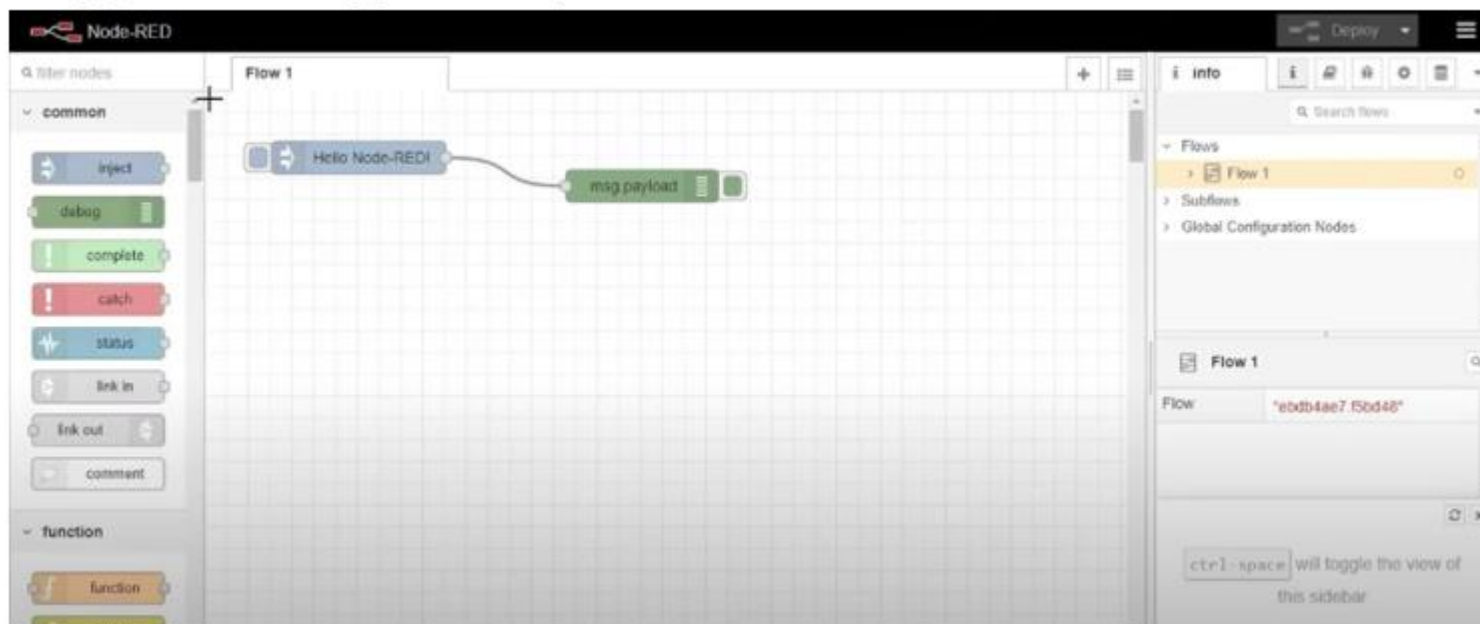 Node-RED
Deploy
filter nodes
Flow 1
i info
i
Search flows
common
inject
debug
complete
catch
status
link in
link out
comment
function
function
Hello Node-RED!
msg.payload
Flows
Flow 1
Subflows
Global Configuration Nodes
Flow 1
Flow
"ebdb4ae7.f5bd48"
ctrl-space will toggle the view of
this sidebar